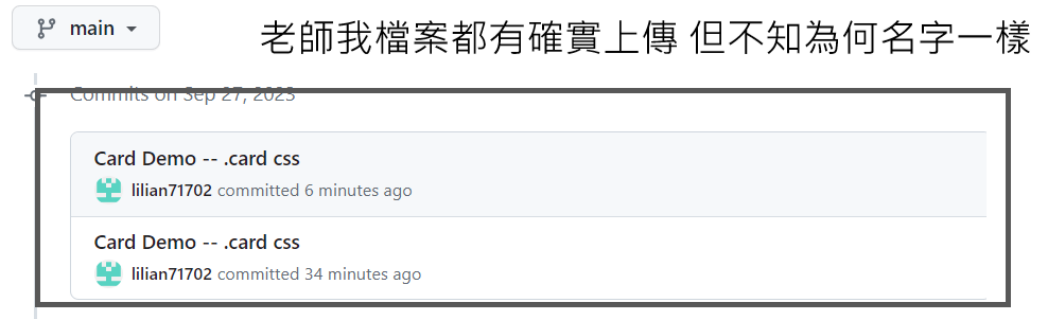 main
老師我檔案都有確實上傳 但不知為何名字一樣
Commits on Sep 27, 2023
Card Demo -- .card css
lilian71702 committed 6 minutes ago
Card Demo -- .card css
lilian71702 committed 34 minutes ago